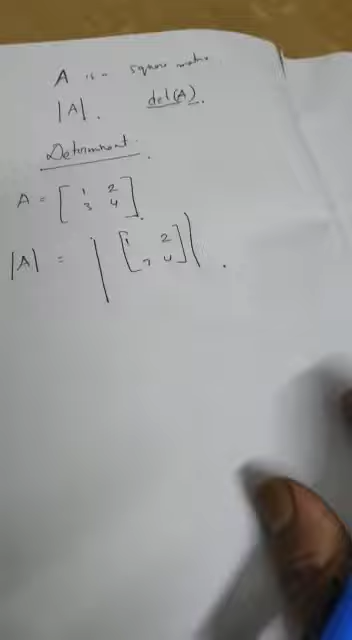 A is a square matrix
|A|. det(A).
Determinant.
A = [ 1 2 3 4 ].
|A| = | [ 1 2 3 4 ] | .